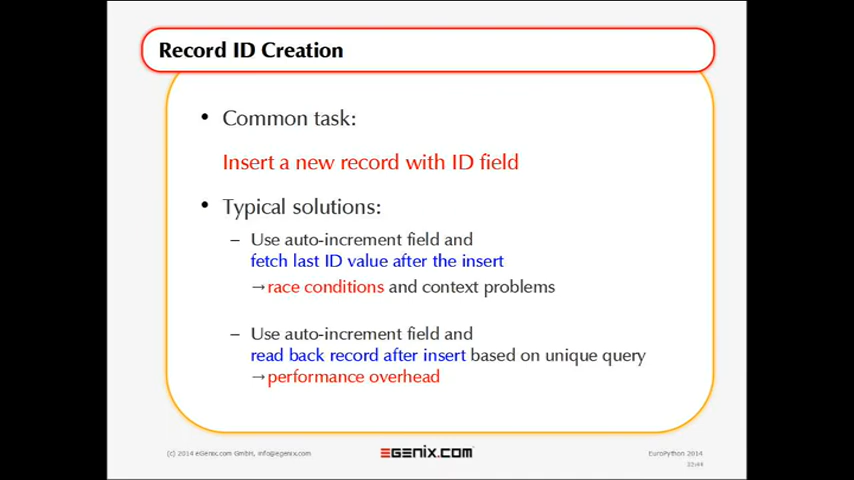 Record ID Creation
• Common task:
Insert a new record with ID field
• Typical solutions:
– Use auto-increment field and
fetch last ID value after the insert
→race conditions and context problems
– Use auto-increment field and
read back record after insert based on unique query
→performance overhead
(c) 2014 eGenix.com GmbH, info@egenix.com
EGENIX.COM
EuroPython 2014